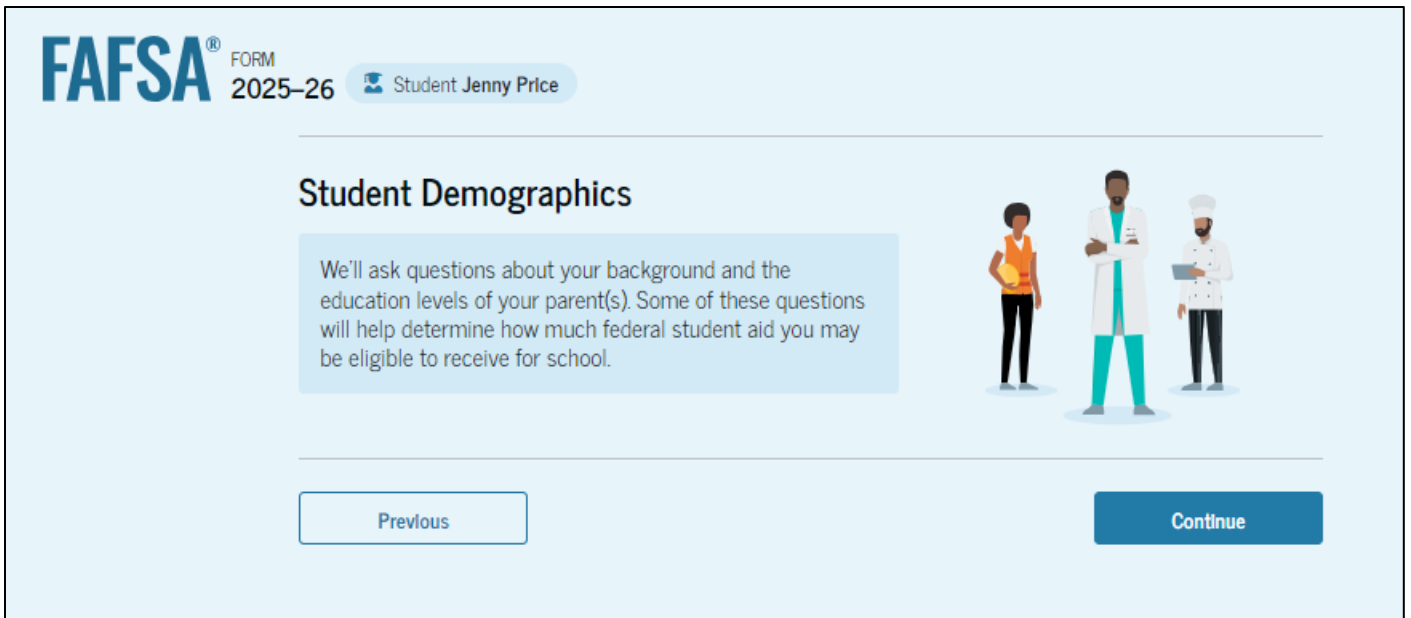 FAFSA® FORM
2025–26 Student Jenny Price
Student Demographics
We'll ask questions about your background and the
education levels of your parent(s). Some of these questions
will help determine how much federal student aid you may
be eligible to receive for school.
Previous Continue